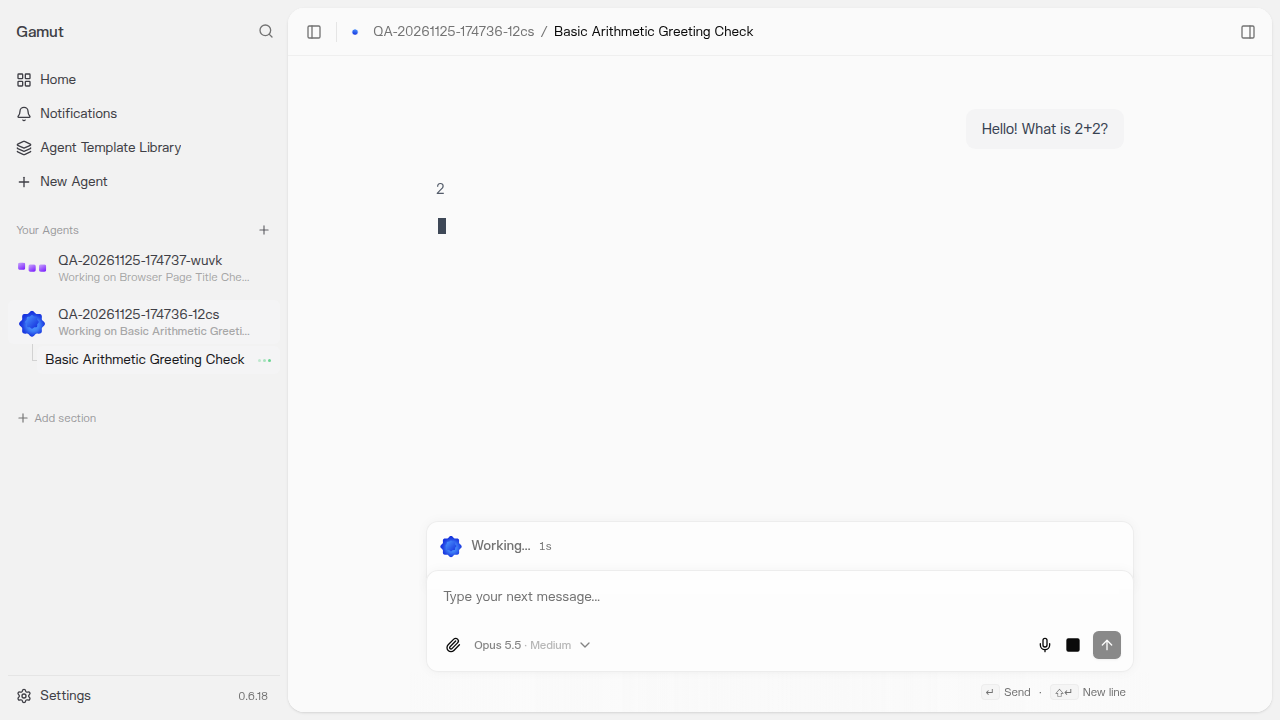 Gamut
QA-20261125-174736-12cs / Basic Arithmetic Greeting Check
Home
Notifications
Agent Template Library
New Agent
Your Agents
QA-20261125-174737-wuvk
Working on Browser Page Title Che...
QA-20261125-174736-12cs
Working on Basic Arithmetic Greeti...
Basic Arithmetic Greeting Check
Add section
Settings
0.6.18
Hello! What is 2+2?
2
Working... 1s
Type your next message...
Opus 5.5 · Medium
Send · New line